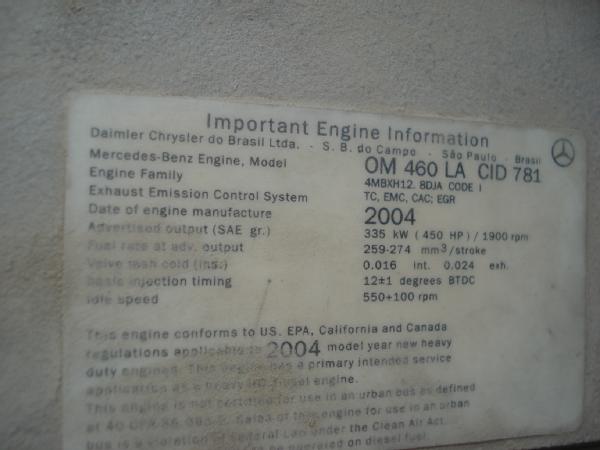 Important Engine Information
Daimler Chrysler do Brasil Ltda. - S. B. do Campo - São Paulo - Brasil
Mercedes-Benz Engine, Model OM 460 LA CID 781
Engine Family 4MBXH12. 8DJA CODE I
Exhaust Emission Control System TC, EMC, CAC; EGR
Date of engine manufacture 2004
Advertised output (SAE gr.) 335 kW (450 HP) / 1900 rpm
Fuel rate at adv. output 259-274 mm³/stroke
Valve lash cold (ins.) 0.016 int. 0.024 exh.
basic injection timing 12±1 degrees BTDC
Idle speed 550+100 rpm
This engine conforms to US. EPA, California and Canada
regulations applicable to 2004 model year new heavy
duty engines. This engine has a primary intended service
application as a heavy HD diesel engine.
This engine is not certified for use in an urban bus as defined
at 40 CFR 86.093-2. Sales of this engine for use in an urban
bus is a violation of Federal Law under the Clean Air Act.
be operated on diesel fuel.